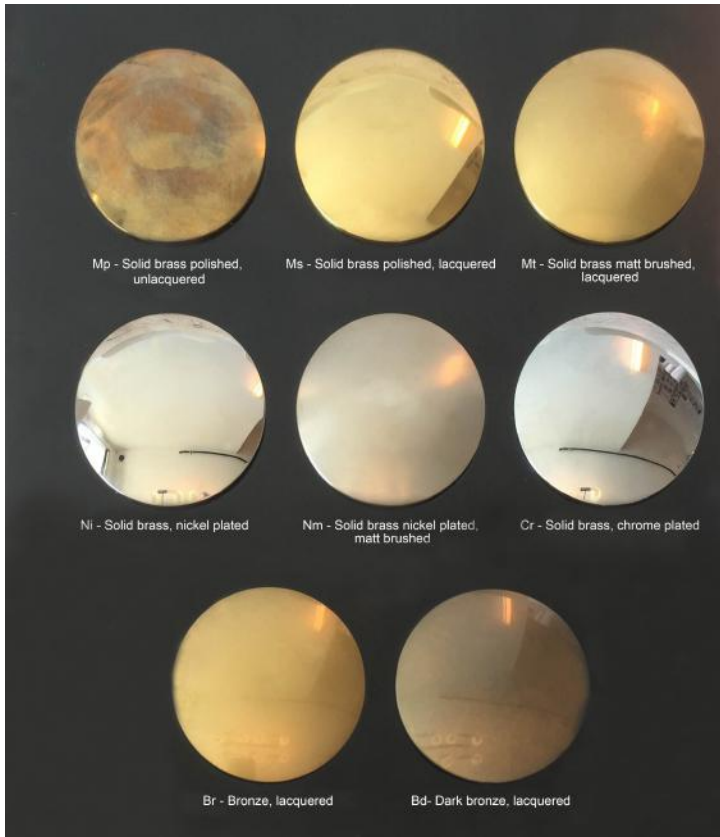 Mp - Solid brass polished,
unlacquered
Ms - Solid brass polished, lacquered
Mt - Solid brass matt brushed,
lacquered
Ni - Solid brass, nickel plated
Nm - Solid brass nickel plated,
matt brushed
Cr - Solid brass, chrome plated
Br - Bronze, lacquered
Bd- Dark bronze, lacquered